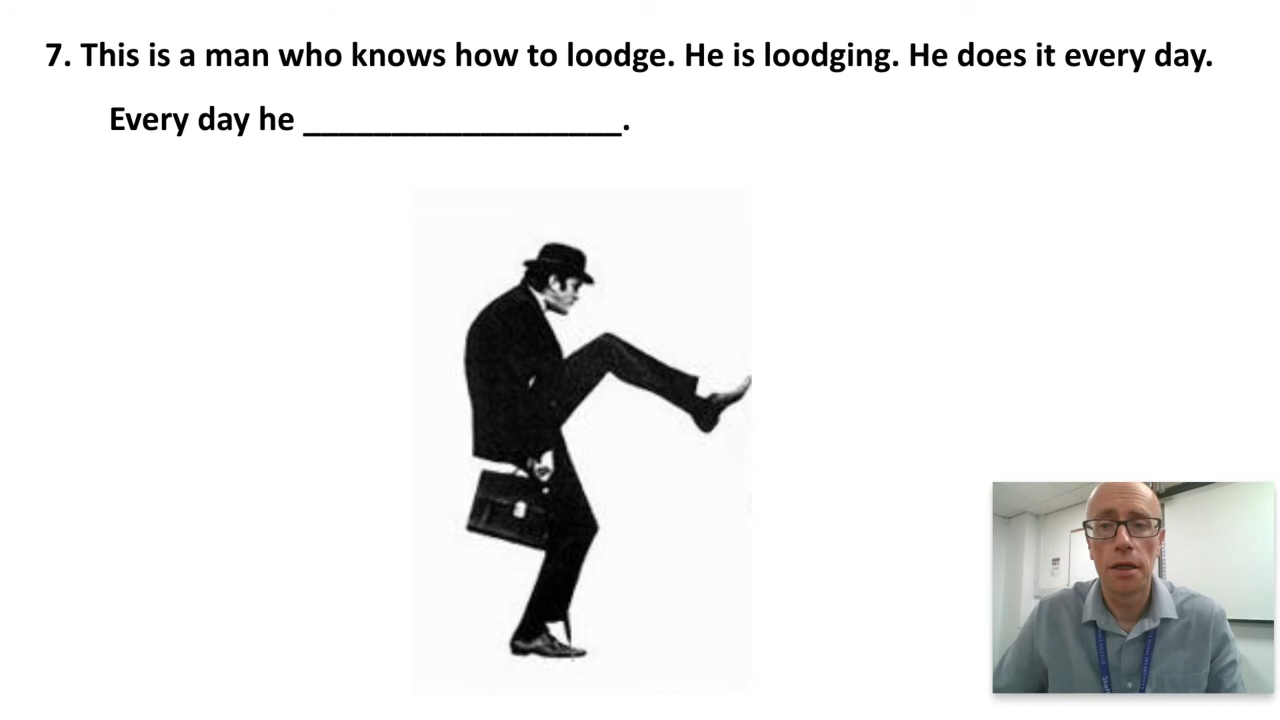 7. This is a man who knows how to loodge. He is loodging. He does it every day.
Every day he __________________.